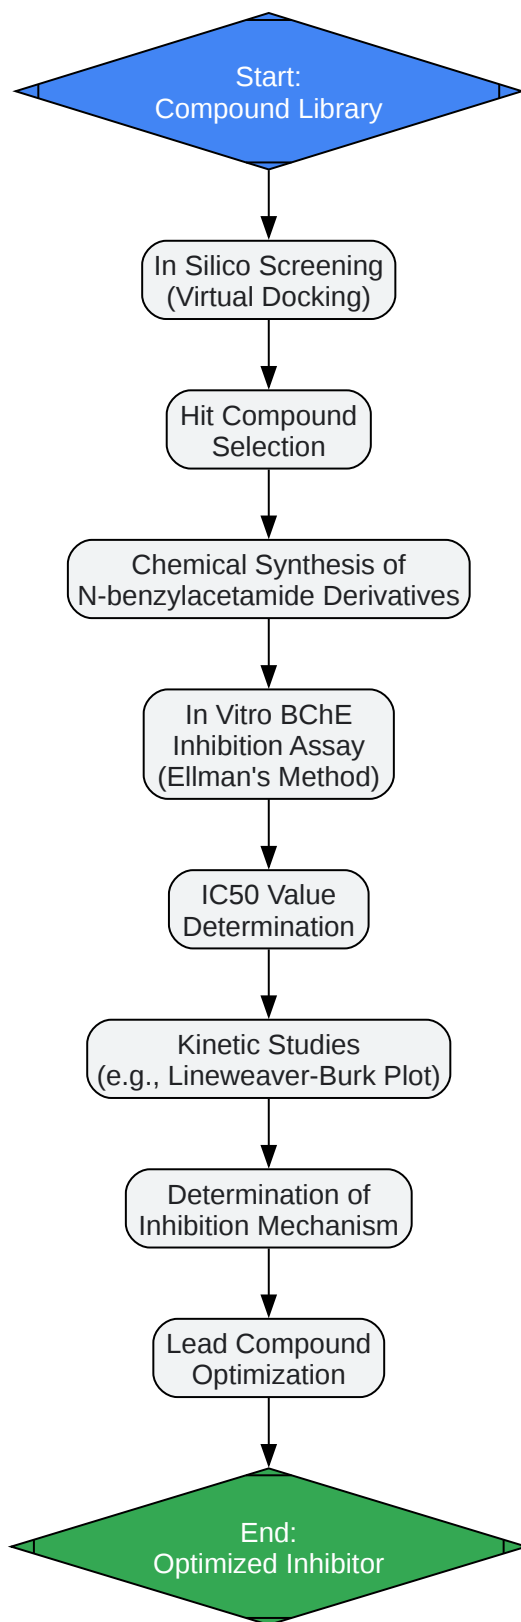 Start:
Compound Library
In Silico Screening
(Virtual Docking)
Hit Compound
Selection
Chemical Synthesis of
N-benzylacetamide Derivatives
In Vitro BChE
Inhibition Assay
(Ellman's Method)
IC50 Value
Determination
Kinetic Studies
(e.g., Lineweaver-Burk Plot)
Determination of
Inhibition Mechanism
Lead Compound
Optimization
End:
Optimized Inhibitor